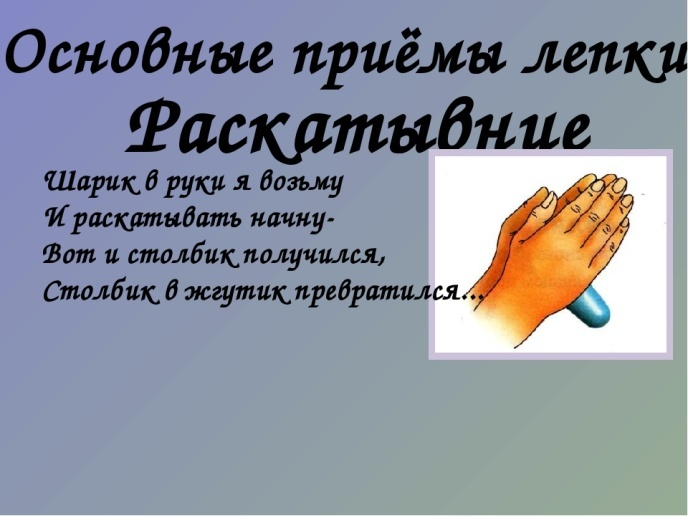 Основные приёмы лепки
Раскатывние
Шарик в руки я возьму
И раскатывать начну-
Вот и столбик получился,
Столбик в жгутик превратился...